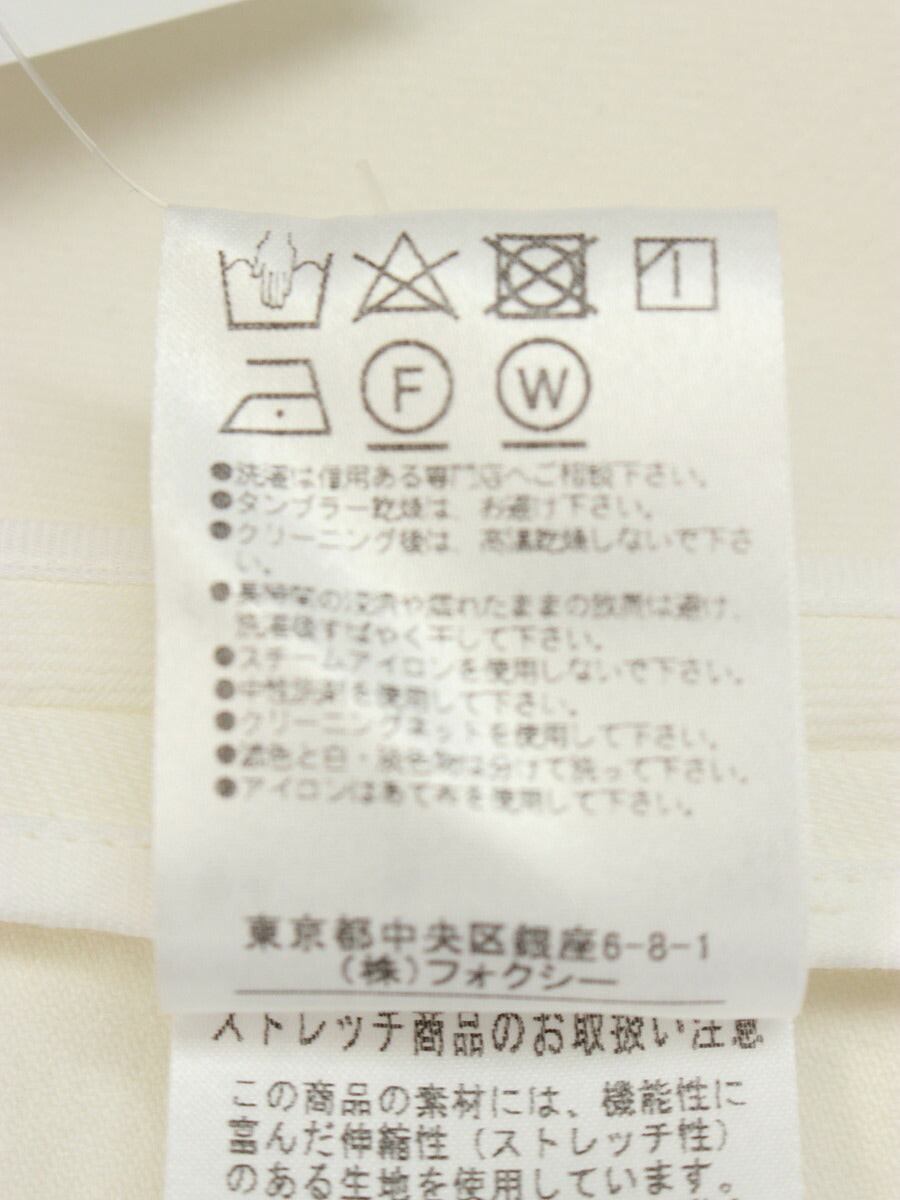 F W
●洗濯は信用ある専門店へご相談下さい。
●タンブラー乾燥は、お避け下さい。
●クリーニング後は、高温乾燥しないで下さ
い。
●長時間の浸漬や濡れたままの放置は避け、
洗濯後すばやく干して下さい。
●スチームアイロンを使用しないで下さい。
●中性洗剤を使用して下さい。
●クリーニングネットを使用して下さい。
●濃色と白・淡色物は分けて洗って下さい。
●アイロンはあて布を使用して下さい。
東京都中央区銀座6-8-1
(株)フォクシー
ストレッチ商品のお取扱い注意
この商品の素材には、機能性に
富んだ伸縮性(ストレッチ性)
のある生地を使用しています。